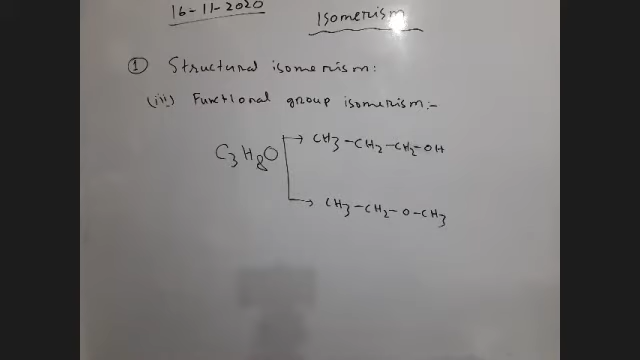 16-11-2020
Isomerism
① Structural isomerism:
(iii) Functional group isomerism:-
C3H8O
CH3-CH2-CH2-OH
CH3-CH2-O-CH3